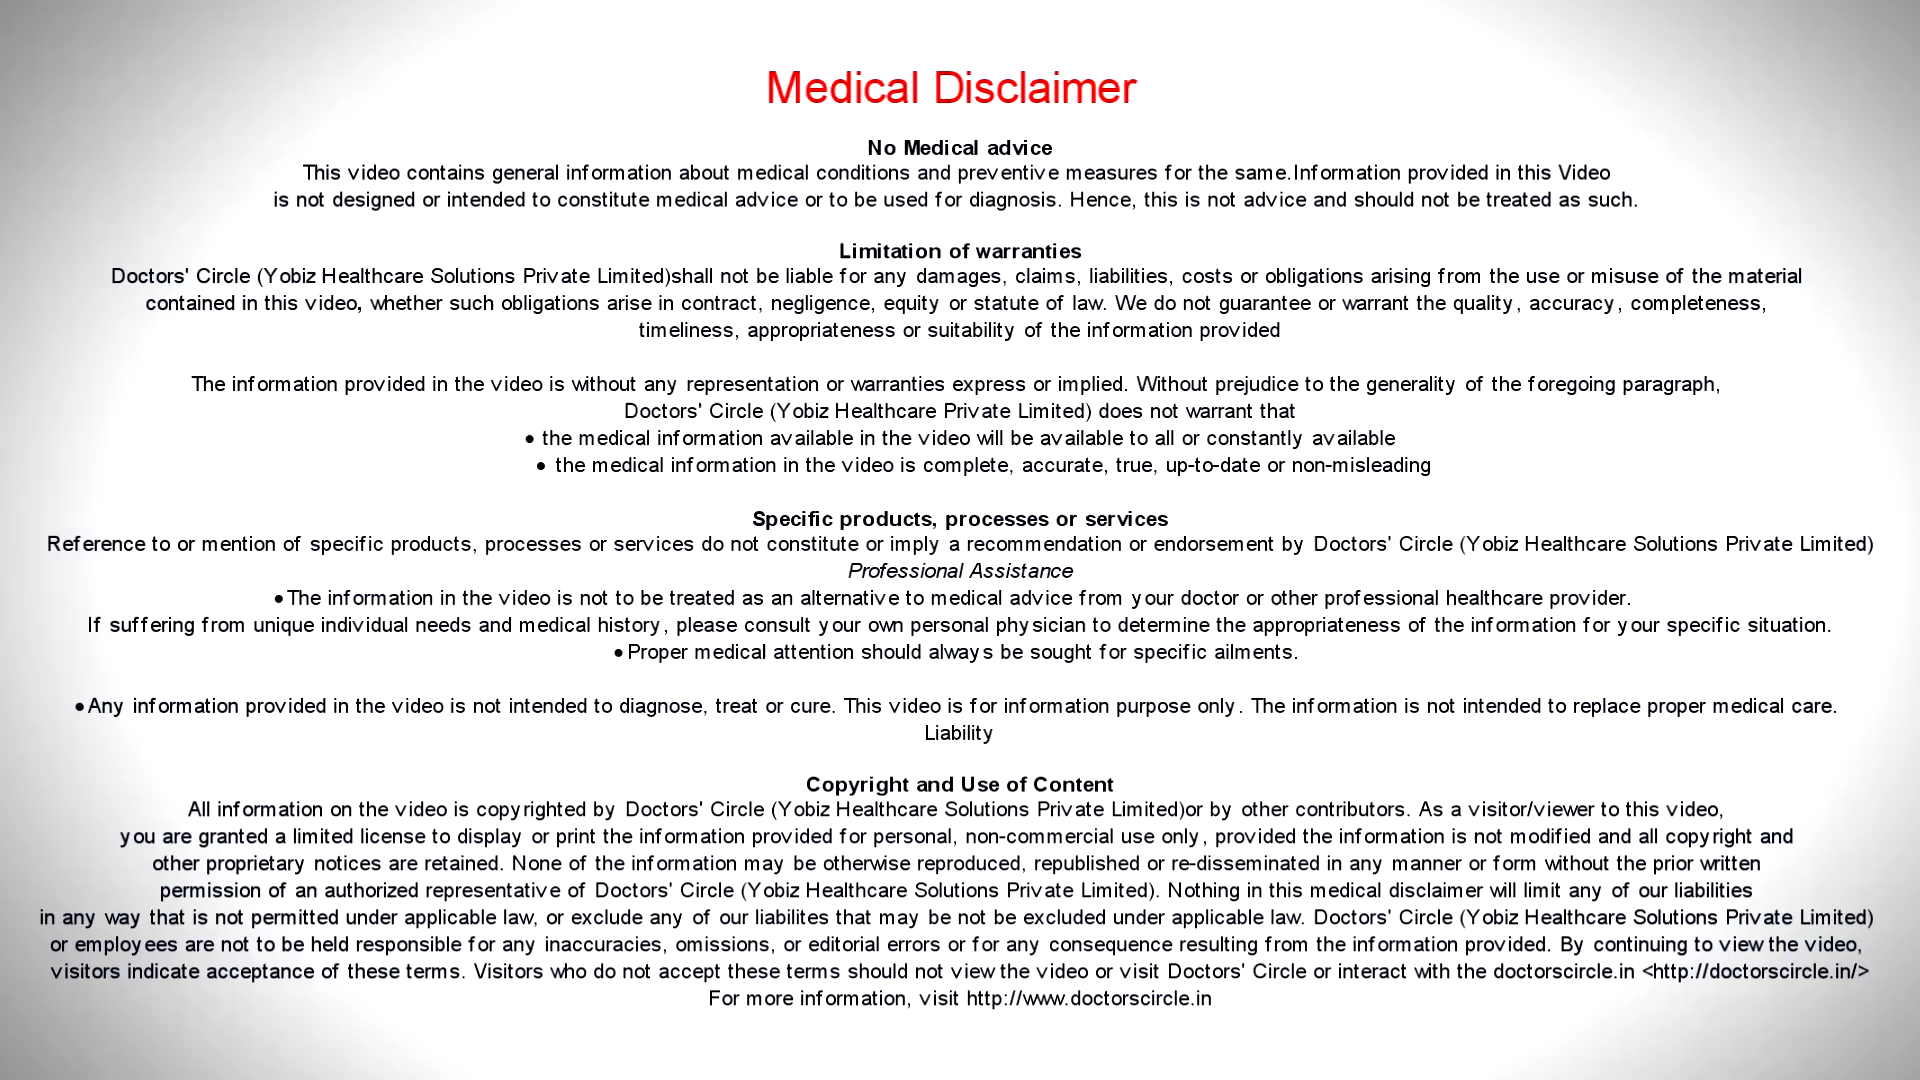 Medical Disclaimer
No Medical advice
This video contains general information about medical conditions and preventive measures for the same.Information provided in this Video
is not designed or intended to constitute medical advice or to be used for diagnosis. Hence, this is not advice and should not be treated as such.
Limitation of warranties
Doctors' Circle (Yobiz Healthcare Solutions Private Limited)shall not be liable for any damages, claims, liabilities, costs or obligations arising from the use or misuse of the material
contained in this video, whether such obligations arise in contract, negligence, equity or statute of law. We do not guarantee or warrant the quality, accuracy, completeness,
timeliness, appropriateness or suitability of the information provided
The information provided in the video is without any representation or warranties express or implied. Without prejudice to the generality of the foregoing paragraph,
Doctors' Circle (Yobiz Healthcare Private Limited) does not warrant that
• the medical information available in the video will be available to all or constantly available
• the medical information in the video is complete, accurate, true, up-to-date or non-misleading
Specific products, processes or services
Reference to or mention of specific products, processes or services do not constitute or imply a recommendation or endorsement by Doctors' Circle (Yobiz Healthcare Solutions Private Limited)
Professional Assistance
•The information in the video is not to be treated as an alternative to medical advice from your doctor or other professional healthcare provider.
If suffering from unique individual needs and medical history, please consult your own personal physician to determine the appropriateness of the information for your specific situation.
•Proper medical attention should always be sought for specific ailments.
•Any information provided in the video is not intended to diagnose, treat or cure. This video is for information purpose only. The information is not intended to replace proper medical care.
Liability
Copyright and Use of Content
All information on the video is copyrighted by Doctors' Circle (Yobiz Healthcare Solutions Private Limited)or by other contributors. As a visitor/viewer to this video,
you are granted a limited license to display or print the information provided for personal, non-commercial use only, provided the information is not modified and all copyright and
other proprietary notices are retained. None of the information may be otherwise reproduced, republished or re-disseminated in any manner or form without the prior written
permission of an authorized representative of Doctors' Circle (Yobiz Healthcare Solutions Private Limited). Nothing in this medical disclaimer will limit any of our liabilities
in any way that is not permitted under applicable law, or exclude any of our liabilites that may be not be excluded under applicable law. Doctors' Circle (Yobiz Healthcare Solutions Private Limited)
or employees are not to be held responsible for any inaccuracies, omissions, or editorial errors or for any consequence resulting from the information provided. By continuing to view the video,
visitors indicate acceptance of these terms. Visitors who do not accept these terms should not view the video or visit Doctors' Circle or interact with the doctorscircle.in <http://doctorscircle.in/>
For more information, visit http://www.doctorscircle.in